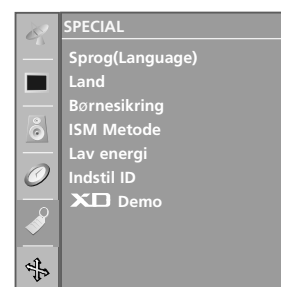 SPECIAL
Sprog(Language)
Land
Børnesikring
ISM Metode
Lav energi
Indstil ID
XD Demo